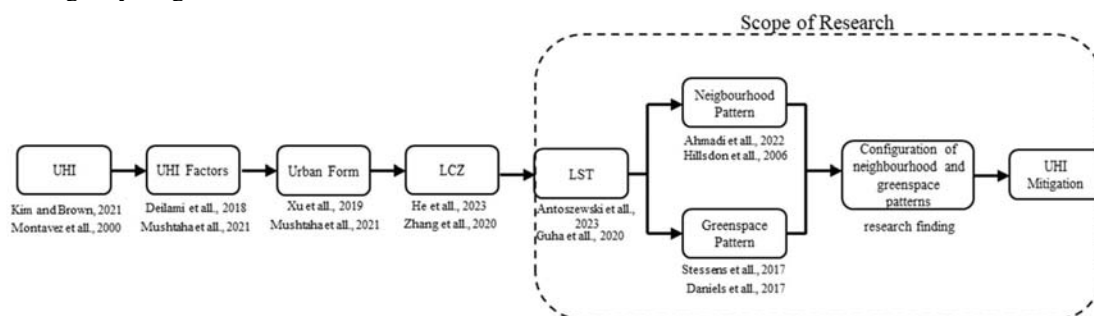 Scope of Research
UHI
Kim and Brown, 2021
Montavez et all., 2000
UHI Factors
Deilami et all., 2018
Mushtaha et all., 2021
Urban Form
Xu et all., 2019
Mushtaha et all., 2021
LCZ
He et all., 2023
Zhang et all., 2020
LST
Antoszewski et all.,
2023
Guha et all., 2020
Neigbourhood
Pattern
Ahmadi et all., 2022
Hillsdon et all., 2006
Greenspace
Pattern
Stessens et all., 2017
Daniels et all., 2017
Configuration of
neighbourhood and
greenspace
patterns
research finding
UHI
Mitigation